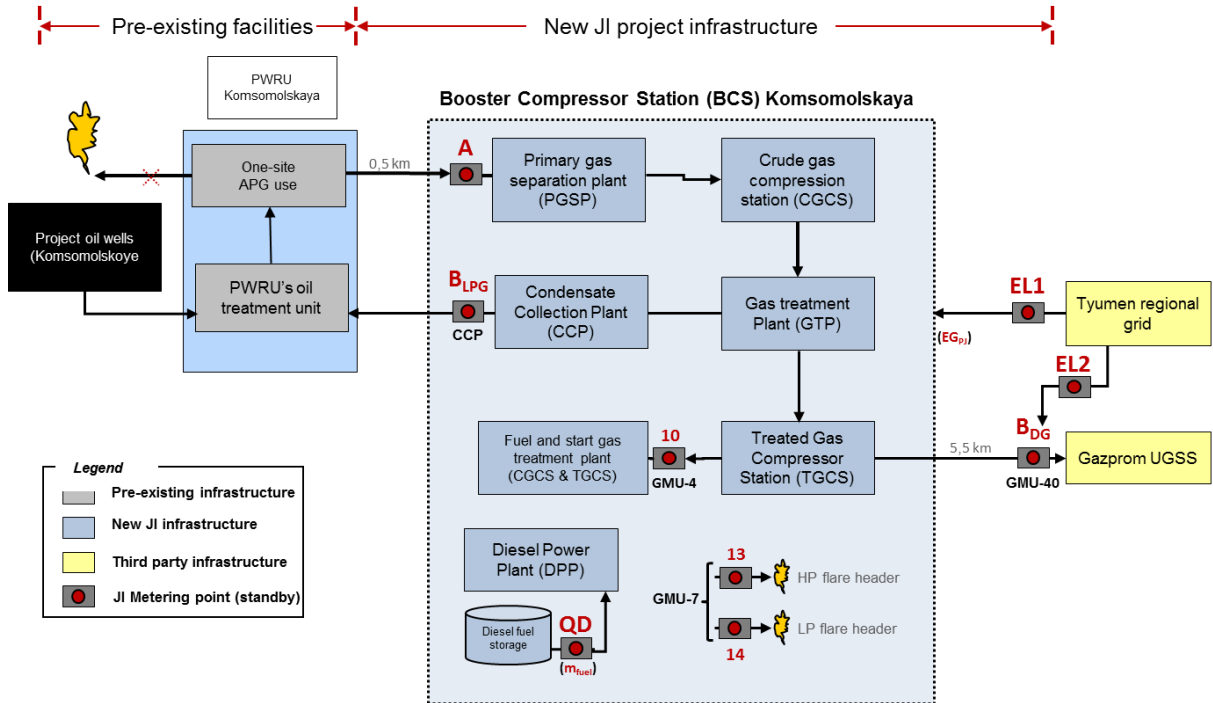 Pre-existing facilities
New JI project infrastructure
PWRU
Komsomolskaya
Booster Compressor Station (BCS) Komsomolskaya
One-site
APG use
0,5 km
A
Primary gas
separation plant
(PGSP)
Crude gas
compression
station (CGCS)
Project oil wells
(Komsomolskoye
PWRU's oil
treatment unit
BLPG
CCP
Condensate
Collection Plant
(CCP)
Gas treatment
Plant (GTP)
EL1
(EGPJ)
Tyumen regional
grid
EL2
Fuel and start gas
treatment plant
(CGCS & TGCS)
10
GMU-4
Treated Gas
Compressor
Station (TGCS)
5,5 km
BDG
GMU-40
Gazprom UGSS
Legend
Pre-existing infrastructure
New JI infrastructure
Third party infrastructure
JI Metering point (standby)
Diesel Power
Plant (DPP)
Diesel fuel
storage
QD
(mfuel)
GMU-7
13
HP flare header
14
LP flare header